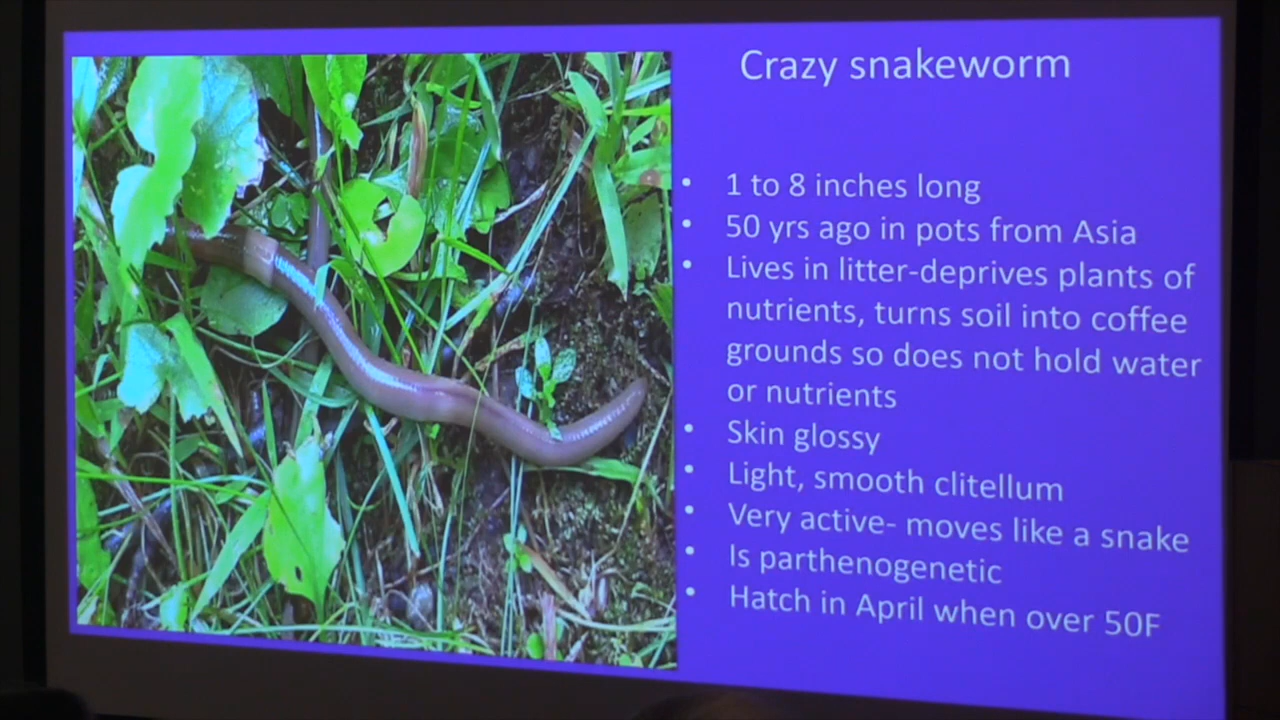 Crazy snakeworm
• 1 to 8 inches long
• 50 yrs ago in pots from Asia
• Lives in litter-deprives plants of
nutrients, turns soil into coffee
grounds so does not hold water
or nutrients
• Skin glossy
• Light, smooth clitellum
• Very active- moves like a snake
• Is parthenogenetic
• Hatch in April when over 50F